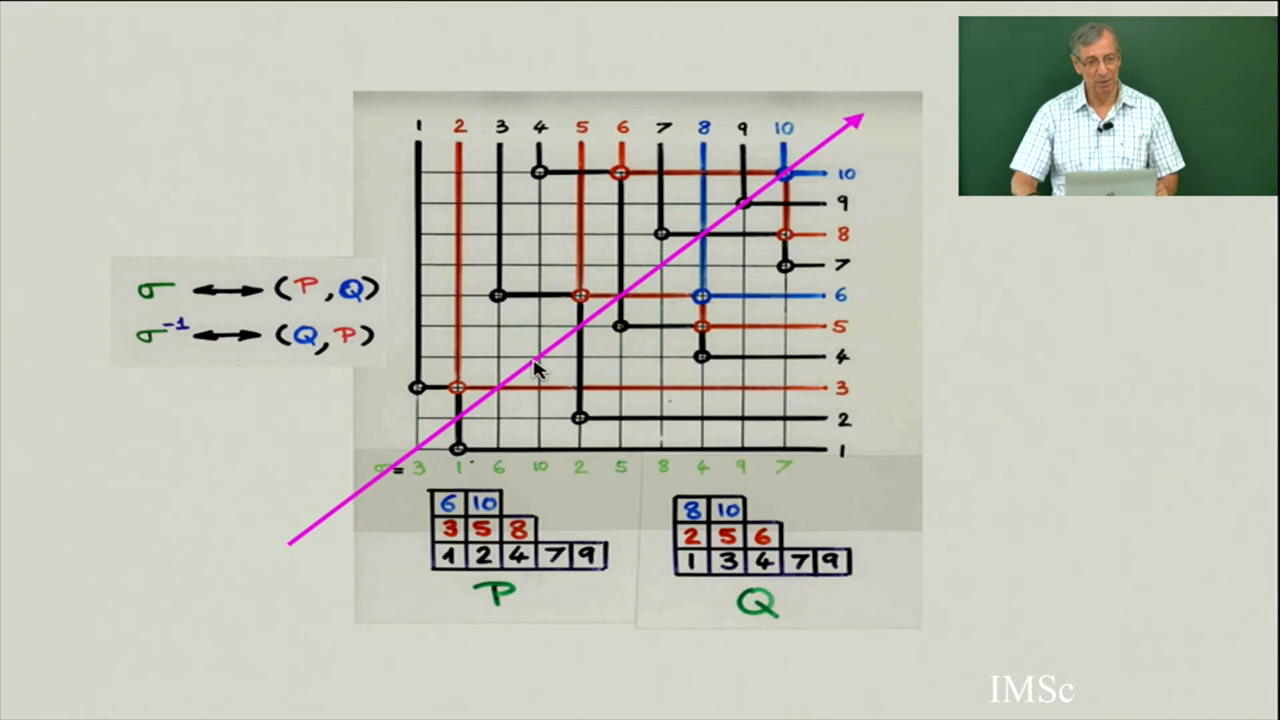 1 2 3 4 5 6 7 8 9 10
10
9
8
7
σ ↔ (P, Q)
6
5
σ⁻¹ ↔ (Q, P)
4
3
2
1
σ = 3 1 6 10 2 5 8 4 9 7
6 10
3 5 8
1 2 4 7 9
P
8 10
2 5 6
1 3 4 7 9
Q
IMSc